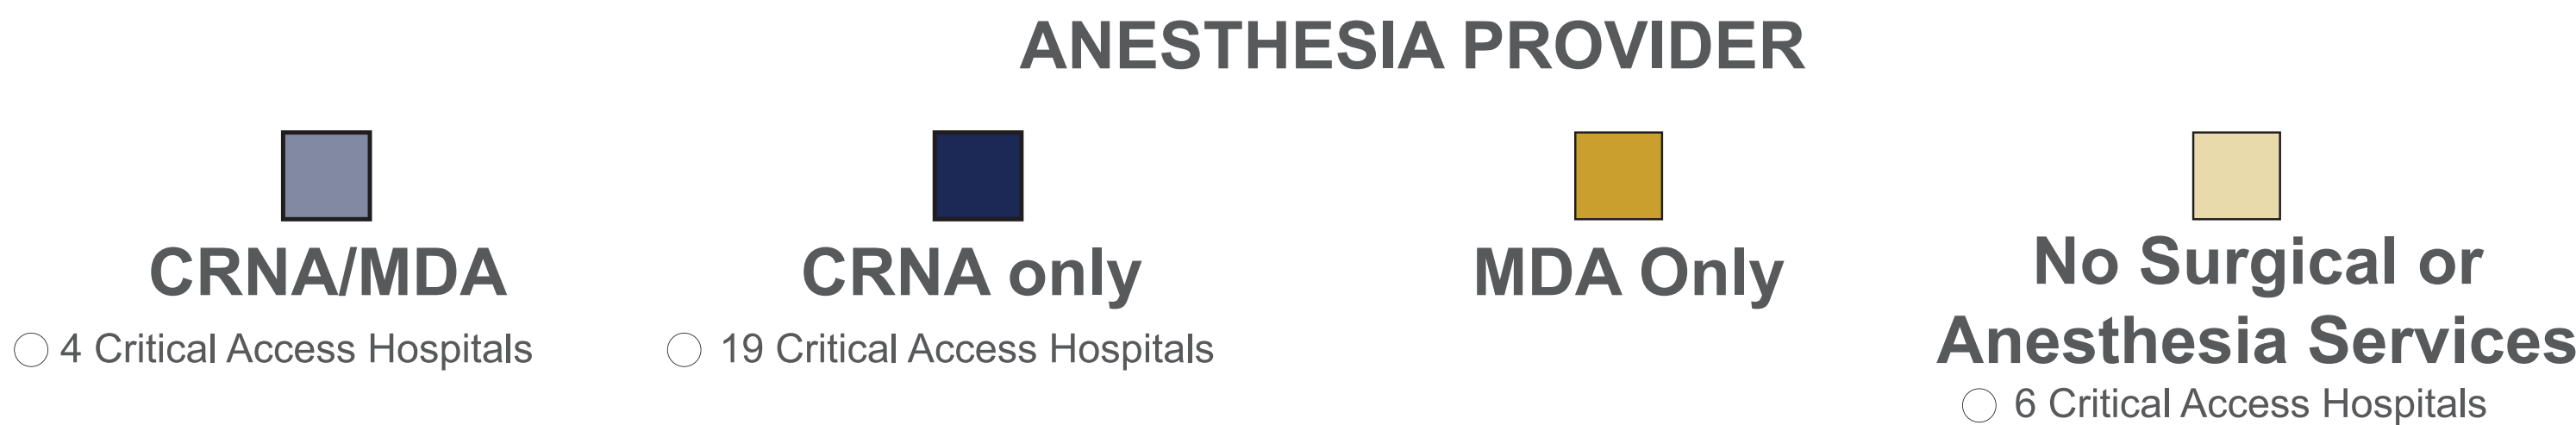 ANESTHESIA PROVIDER
CRNA/MDA
4 Critical Access Hospitals
CRNA only
19 Critical Access Hospitals
MDA Only
No Surgical or
Anesthesia Services
6 Critical Access Hospitals